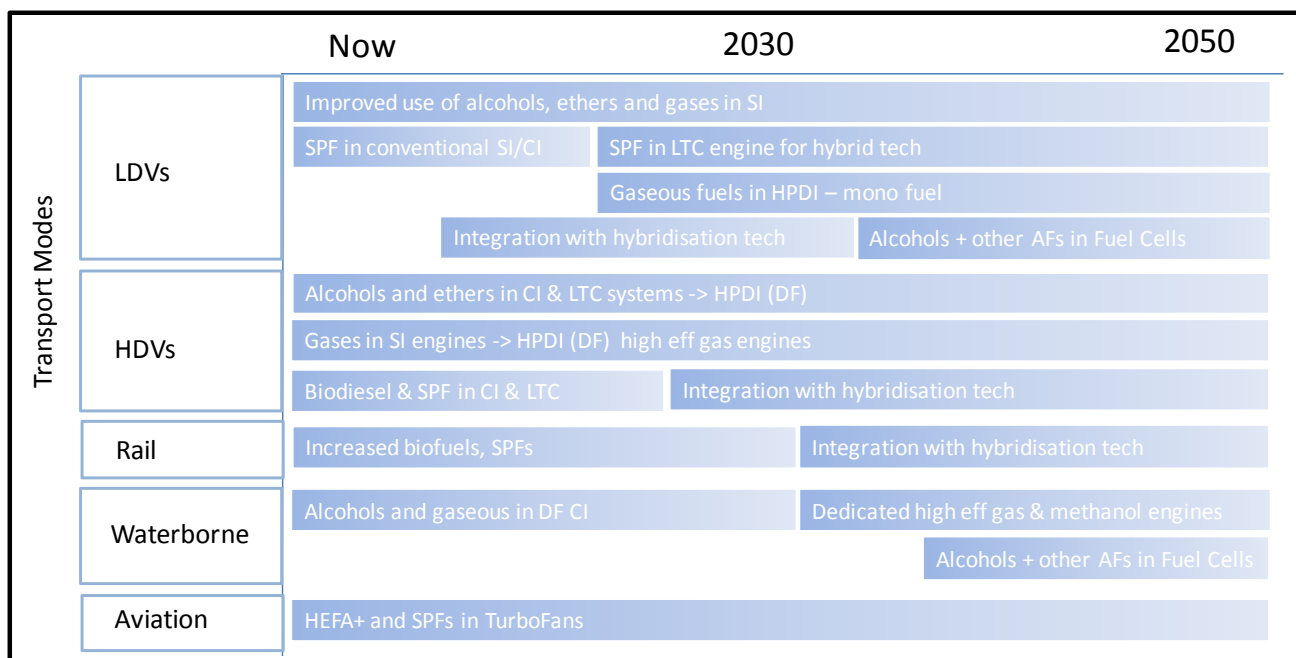 Now 2030 2050
Transport Modes
LDVs
Improved use of alcohols, ethers and gases in SI
SPF in conventional SI/CI SPF in LTC engine for hybrid tech
Gaseous fuels in HPDI – mono fuel
Integration with hybridisation tech Alcohols + other AFs in Fuel Cells
HDVs
Alcohols and ethers in CI & LTC systems -> HPDI (DF)
Gases in SI engines -> HPDI (DF) high eff gas engines
Biodiesel & SPF in CI & LTC Integration with hybridisation tech
Rail
Increased biofuels, SPFs Integration with hybridisation tech
Waterborne
Alcohols and gaseous in DF CI Dedicated high eff gas & methanol engines
Alcohols + other AFs in Fuel Cells
Aviation
HEFA+ and SPFs in TurboFans